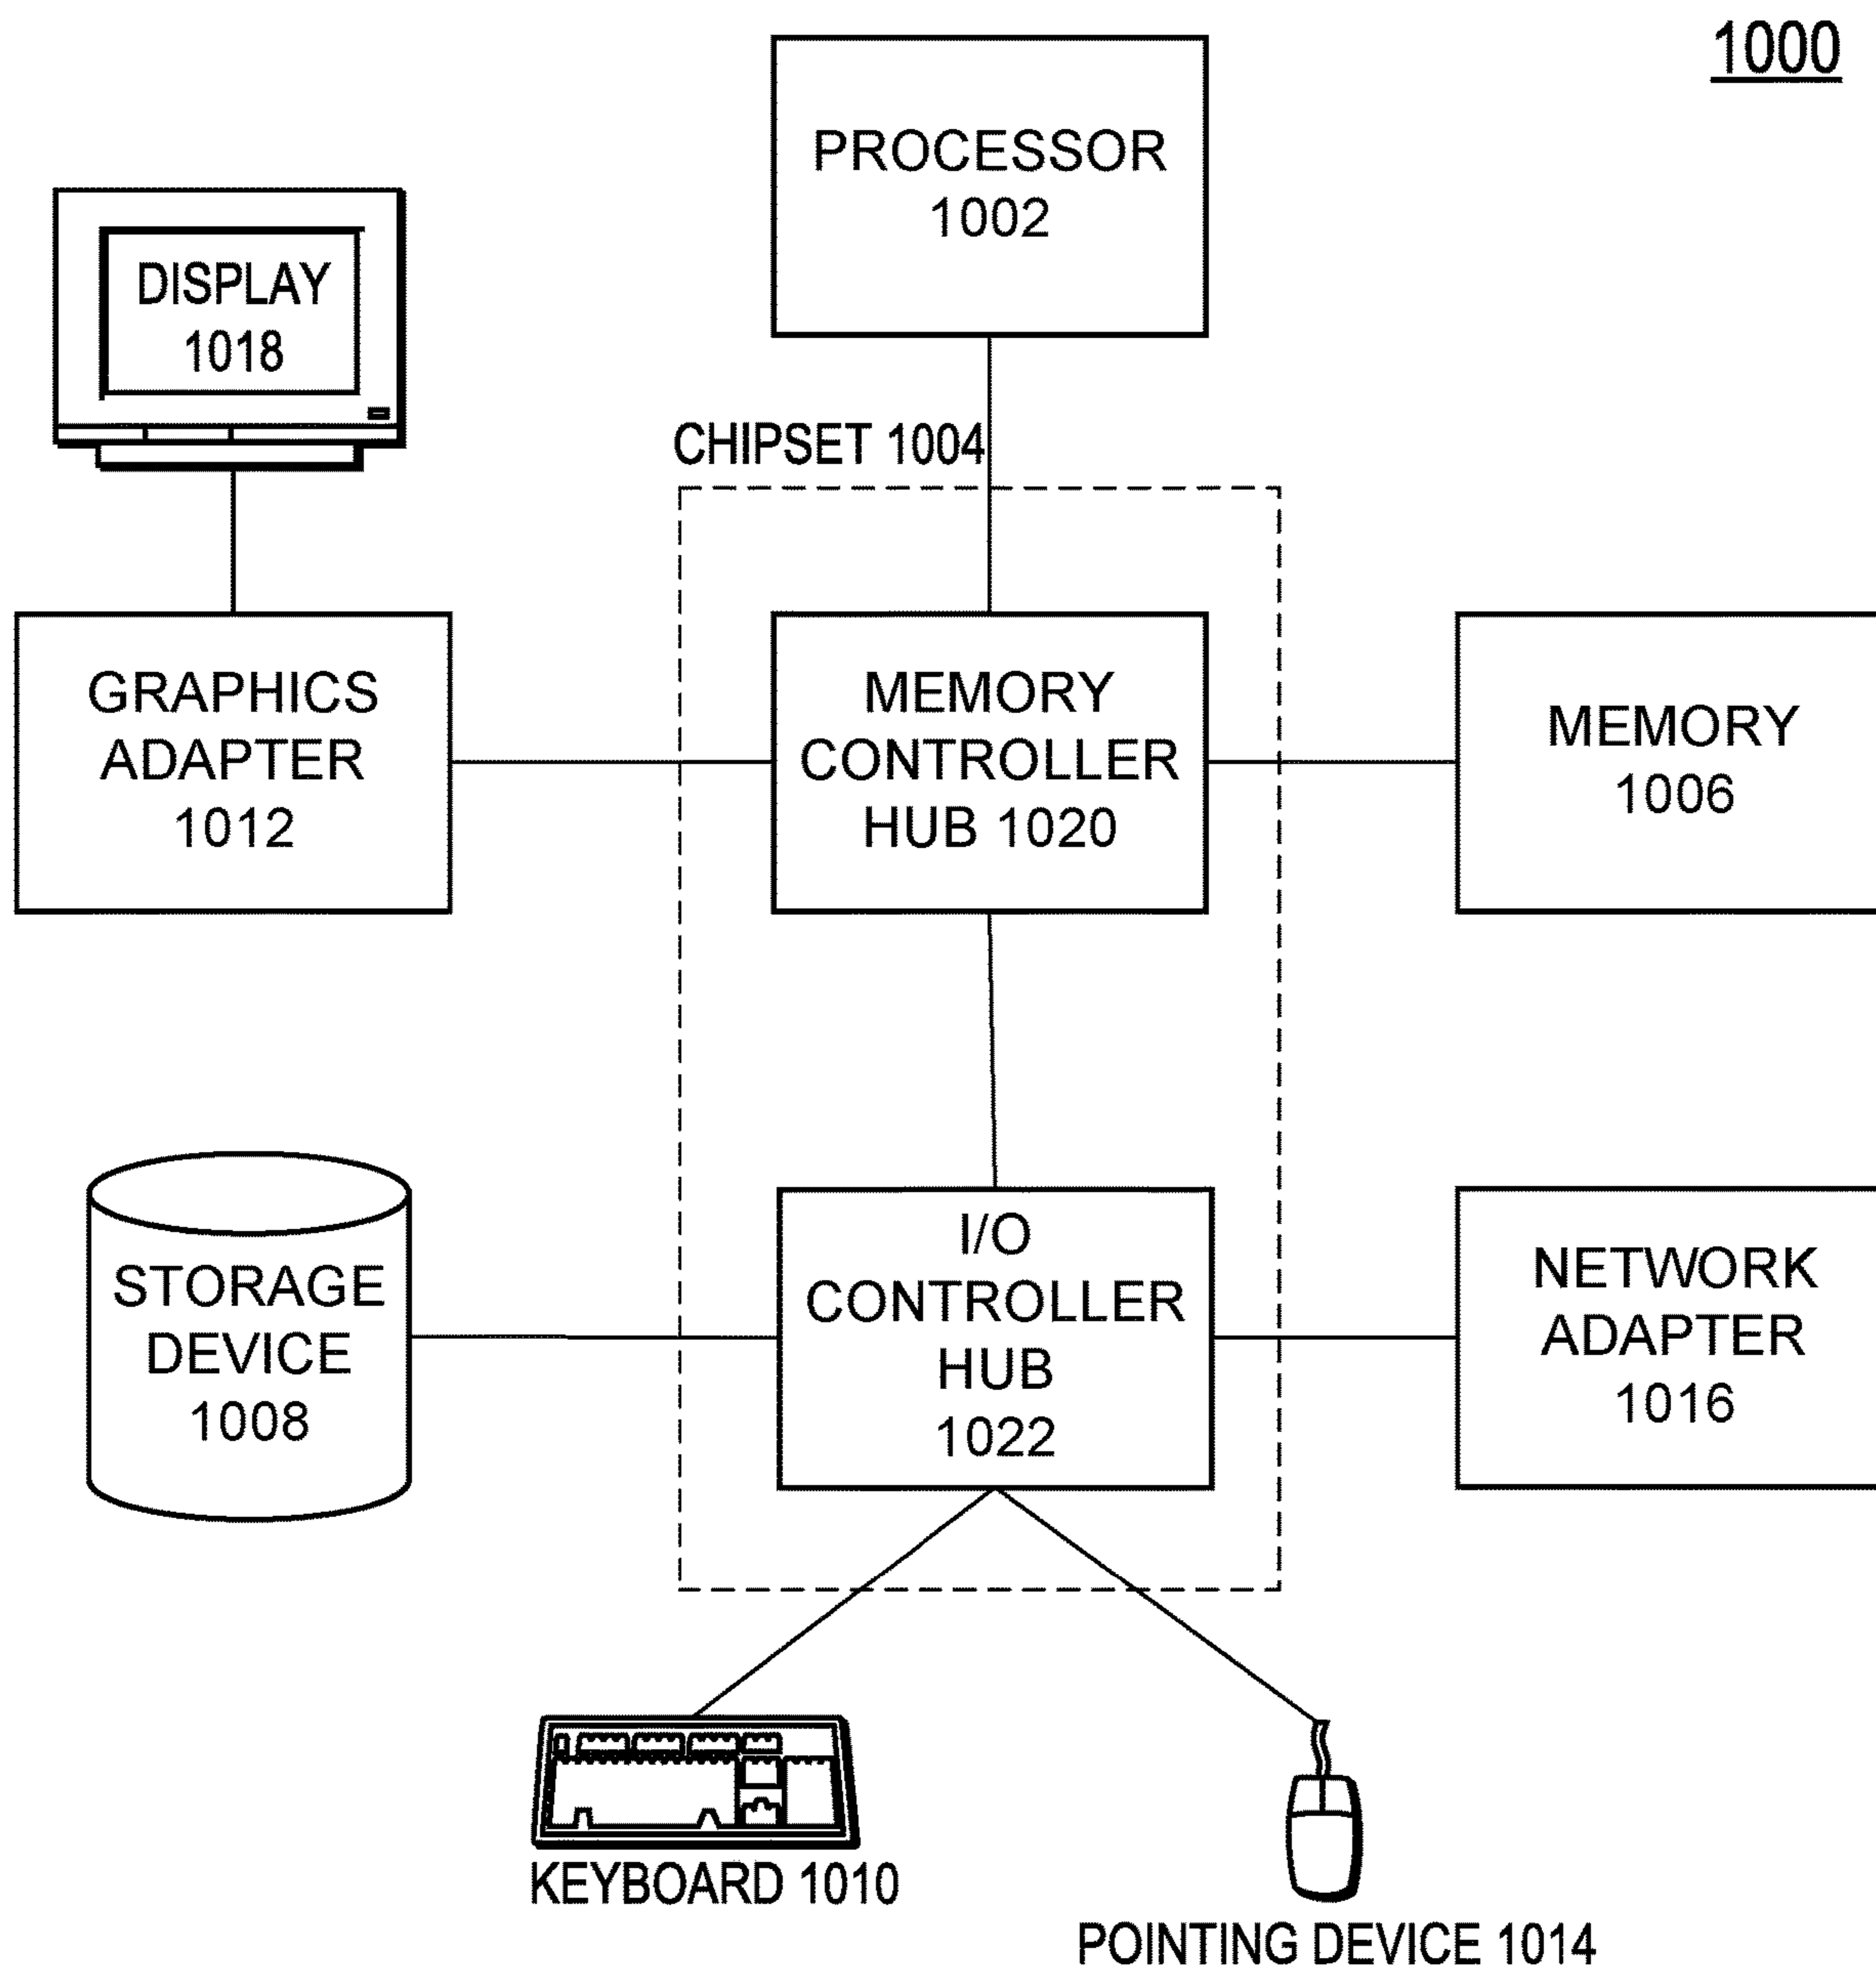 1000
PROCESSOR
1002
DISPLAY
1018
CHIPSET 1004
GRAPHICS
ADAPTER
1012
MEMORY
CONTROLLER
HUB 1020
MEMORY
1006
STORAGE
DEVICE
1008
I/O
CONTROLLER
HUB
1022
NETWORK
ADAPTER
1016
KEYBOARD 1010
POINTING DEVICE 1014